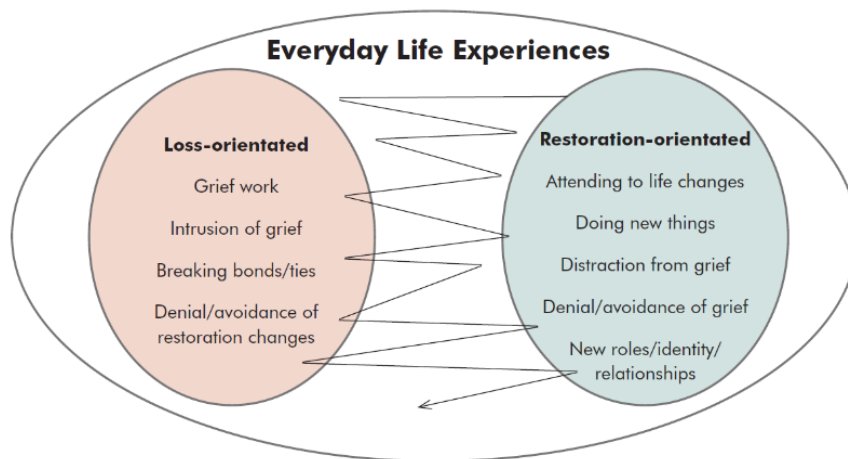 Everyday Life Experiences
Loss-orientated
Grief work
Intrusion of grief
Breaking bonds/ties
Denial/avoidance of
restoration changes
Restoration-orientated
Attending to life changes
Doing new things
Distraction from grief
Denial/avoidance of grief
New roles/identity/
relationships